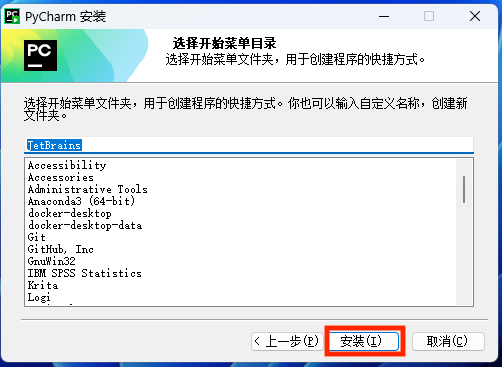 PyCharm 安装
PC
选择开始菜单目录
选择开始菜单文件夹，用于创建程序的快捷方式。
选择开始菜单文件夹，用于创建程序的快捷方式。你也可以输入自定义名称，创建新
文件夹。
JetBrains
Accessibility
Accessories
Administrative Tools
Anaconda3 (64-bit)
docker-desktop
docker-desktop-data
Git
GitHub, Inc
GnuWin32
IBM SPSS Statistics
Krita
Logi
< 上一步(P)
安装(I)
取消(C)